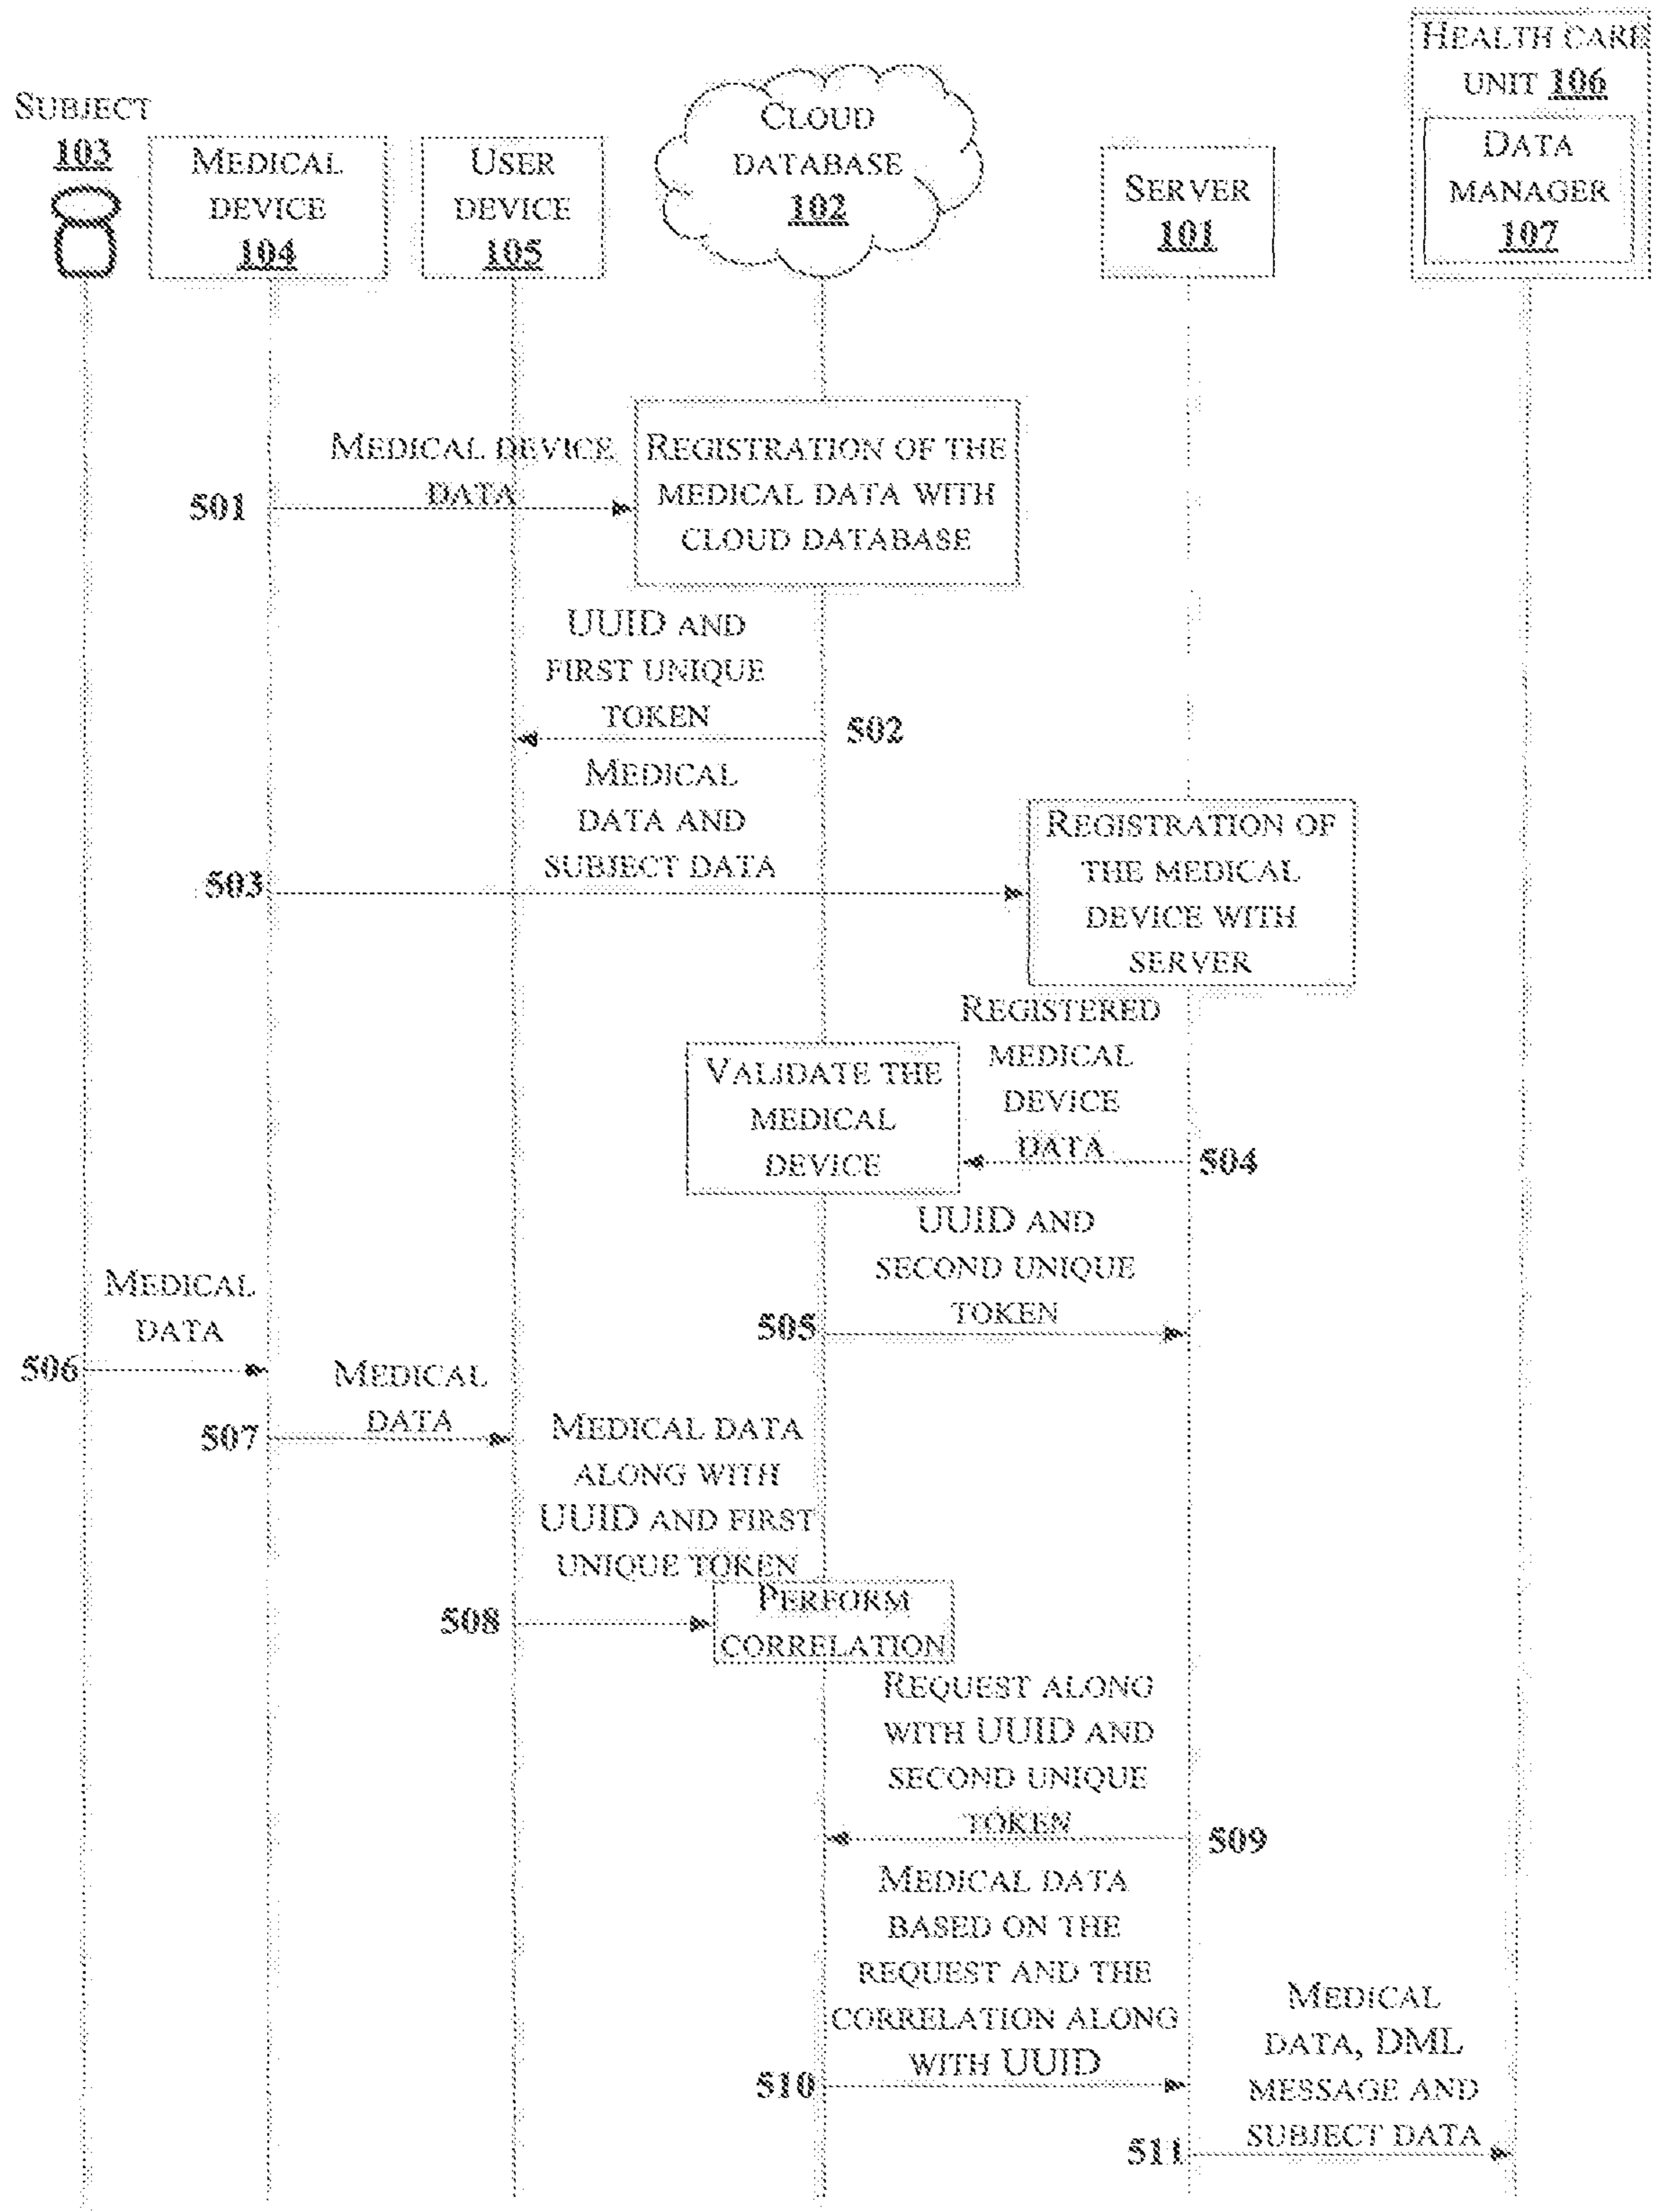 SUBJECT
103
MEDICAL
DEVICE
104
USER
DEVICE
105
CLOUD
DATABASE
102
SERVER
101
HEALTH CARE
UNIT 106
DATA
MANAGER
107
MEDICAL DEVICE
DATA
501
REGISTRATION OF THE
MEDICAL DATA WITH
CLOUD DATABASE
UUID AND
FIRST UNIQUE
TOKEN
502
MEDICAL
DATA AND
SUBJECT DATA
503
REGISTRATION OF
THE MEDICAL
DEVICE WITH
SERVER
REGISTERED
MEDICAL
DEVICE
DATA
504
VALIDATE THE
MEDICAL
DEVICE
UUID AND
SECOND UNIQUE
TOKEN
505
MEDICAL
DATA
506
MEDICAL
DATA
507
MEDICAL DATA
ALONG WITH
UUID AND FIRST
UNIQUE TOKEN
508
PERFORM
CORRELATION
REQUEST ALONG
WITH UUID AND
SECOND UNIQUE
TOKEN
509
MEDICAL DATA
BASED ON THE
REQUEST AND THE
CORRELATION ALONG
WITH UUID
510
MEDICAL
DATA, DML
MESSAGE AND
SUBJECT DATA
511